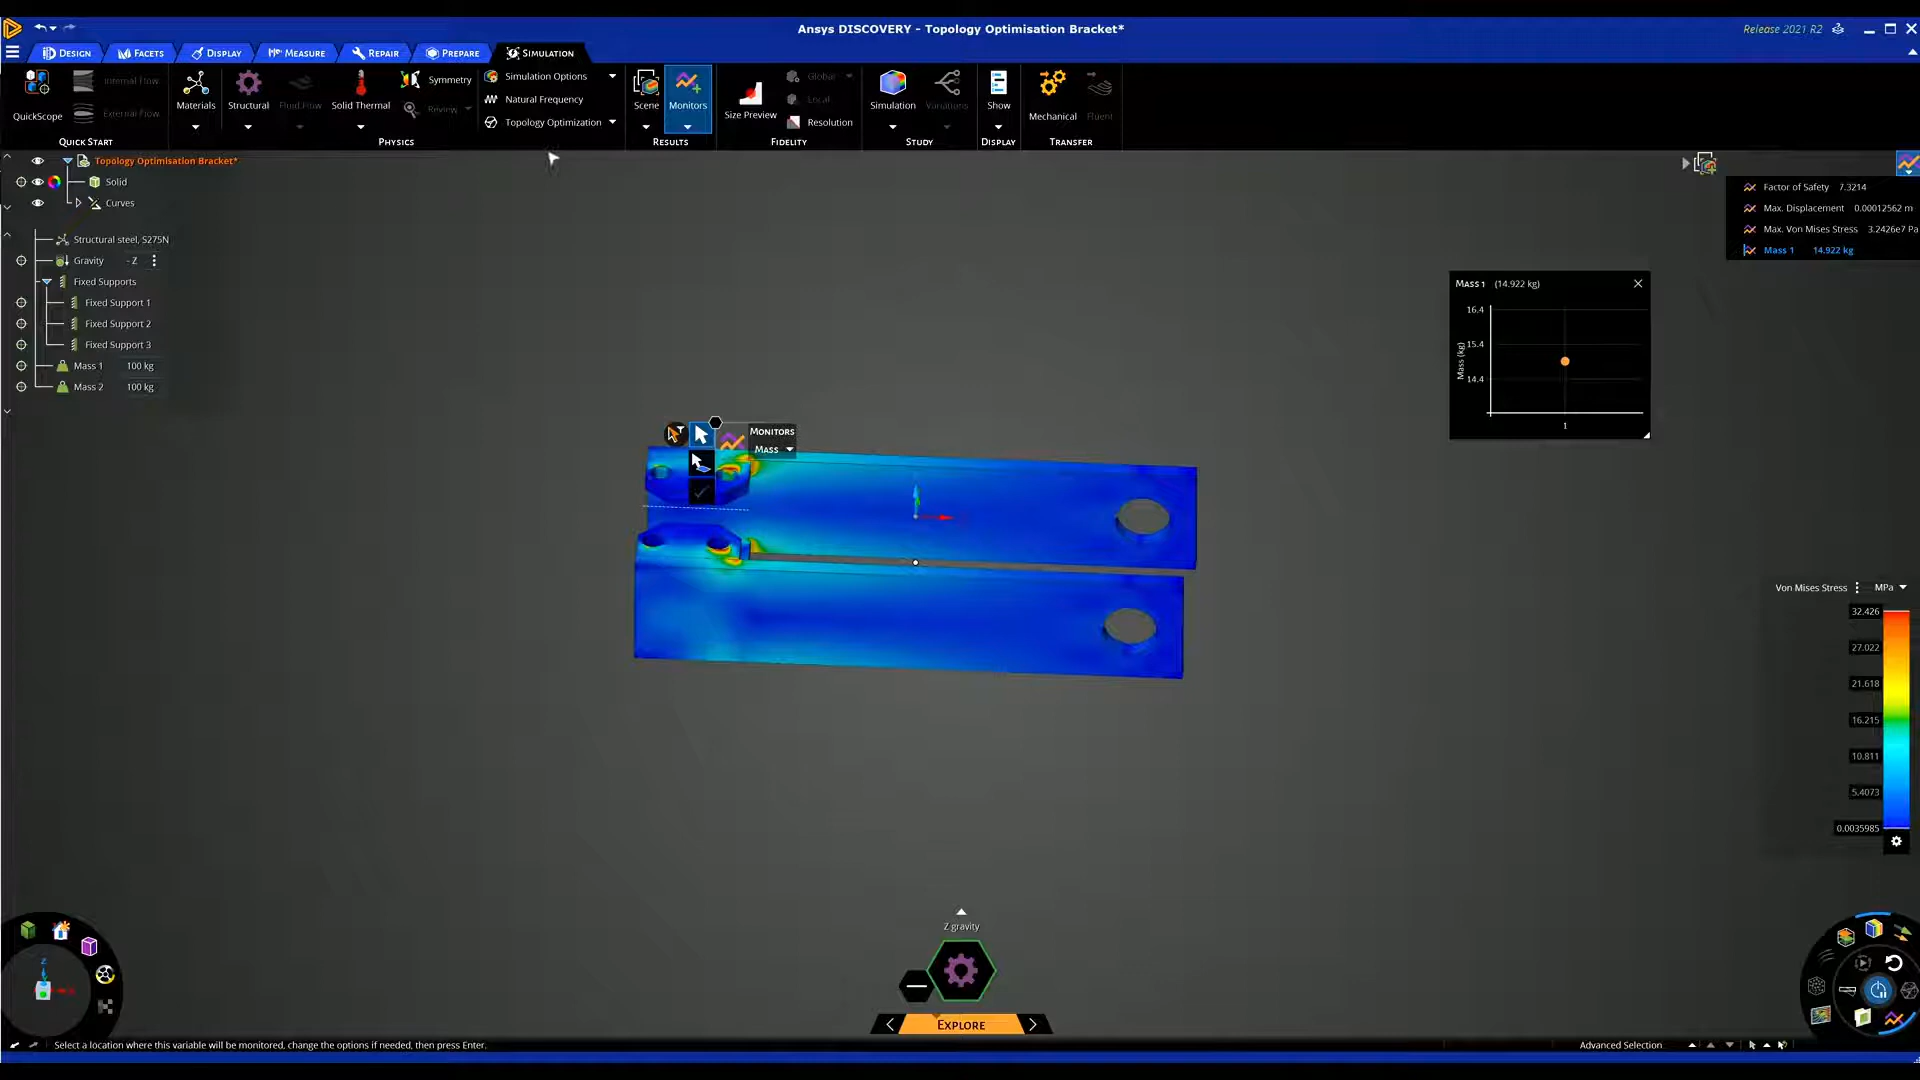 Ansys DISCOVERY - Topology Optimisation Bracket*
Release 2021 R2
DESIGN
FACETS
DISPLAY
MEASURE
REPAIR
PREPARE
SIMULATION
QuickScope
Internal Flow
External Flow
QUICK START
Materials
Structural
Fluid Flow
Solid Thermal
Symmetry
Review
Simulation Options
Natural Frequency
Topology Optimization
PHYSICS
Scene
Monitors
RESULTS
Size Preview
Global
Local
Resolution
FIDELITY
Simulation
Variations
STUDY
Show
DISPLAY
Mechanical
Fluent
TRANSFER
Topology Optimisation Bracket*
Solid
Curves
Structural steel, S275N
Gravity -Z
Fixed Supports
Fixed Support 1
Fixed Support 2
Fixed Support 3
Mass 1 100 kg
Mass 2 100 kg
Factor of Safety 7.3214
Max. Displacement 0.00012562 m
Max. Von Mises Stress 3.2426e7 Pa
Mass 1 14.922 kg
MASS 1 (14.922 kg)
16.4
15.4
14.4
Mass (kg)
1
MONITORS
MASS
Von Mises Stress MPa
32.426
27.022
21.618
16.215
10.811
5.4073
0.0035985
Z
Z gravity
EXPLORE
Select a location where this variable will be monitored, change the options if needed, then press Enter.
Advanced Selection